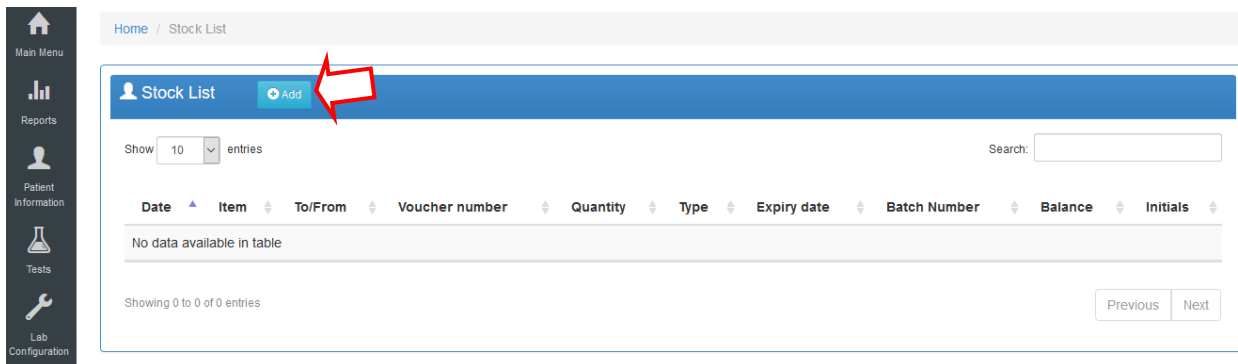 Main Menu
Reports
Patient
Information
Tests
Lab
Configuration
Home / Stock List
Stock List Add
Show 10 entries Search:
Date Item To/From Voucher number Quantity Type Expiry date Batch Number Balance Initials
No data available in table
Showing 0 to 0 of 0 entries Previous Next